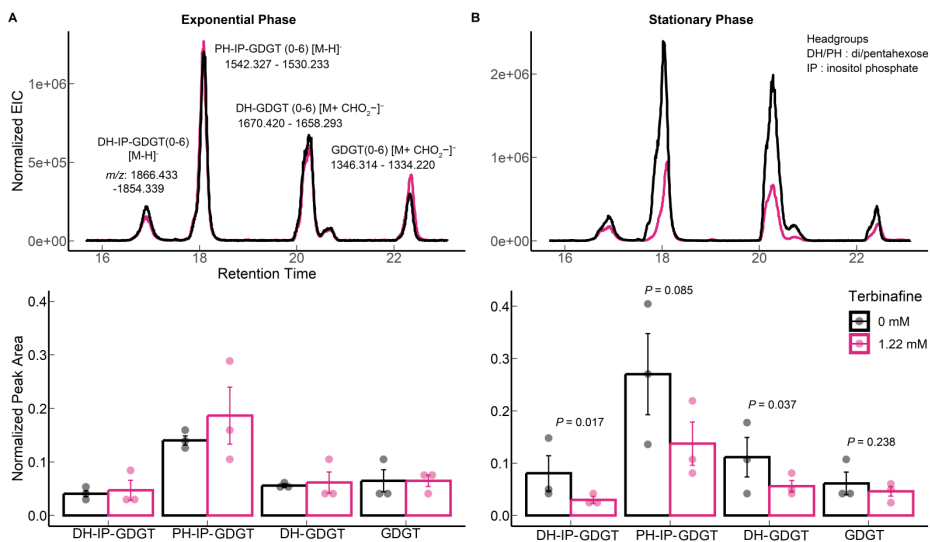 A
Exponential Phase
Normalized EIC
1e+06
5e+05
0e+00
PH-IP-GDGT (0-6) [M-H]-
1542.327 - 1530.233
DH-GDGT (0-6) [M+ CHO₂−]-
1670.420 - 1658.293
DH-IP-GDGT(0-6)
[M-H]-
m/z: 1866.433
-1854.339
GDGT(0-6) [M+ CHO₂−]-
1346.314 - 1334.220
16 18 20 22
Retention Time
B
Stationary Phase
Headgroups
DH/PH : di/pentahexose
IP : inositol phosphate
2e+06
1e+06
0e+00
16 18 20 22
Normalized Peak Area
0.4
0.3
0.2
0.1
0.0
DH-IP-GDGT PH-IP-GDGT DH-GDGT GDGT
0.4
0.3
0.2
0.1
0.0
P = 0.017
P = 0.085
P = 0.037
P = 0.238
Terbinafine
0 mM
1.22 mM
DH-IP-GDGT PH-IP-GDGT DH-GDGT GDGT